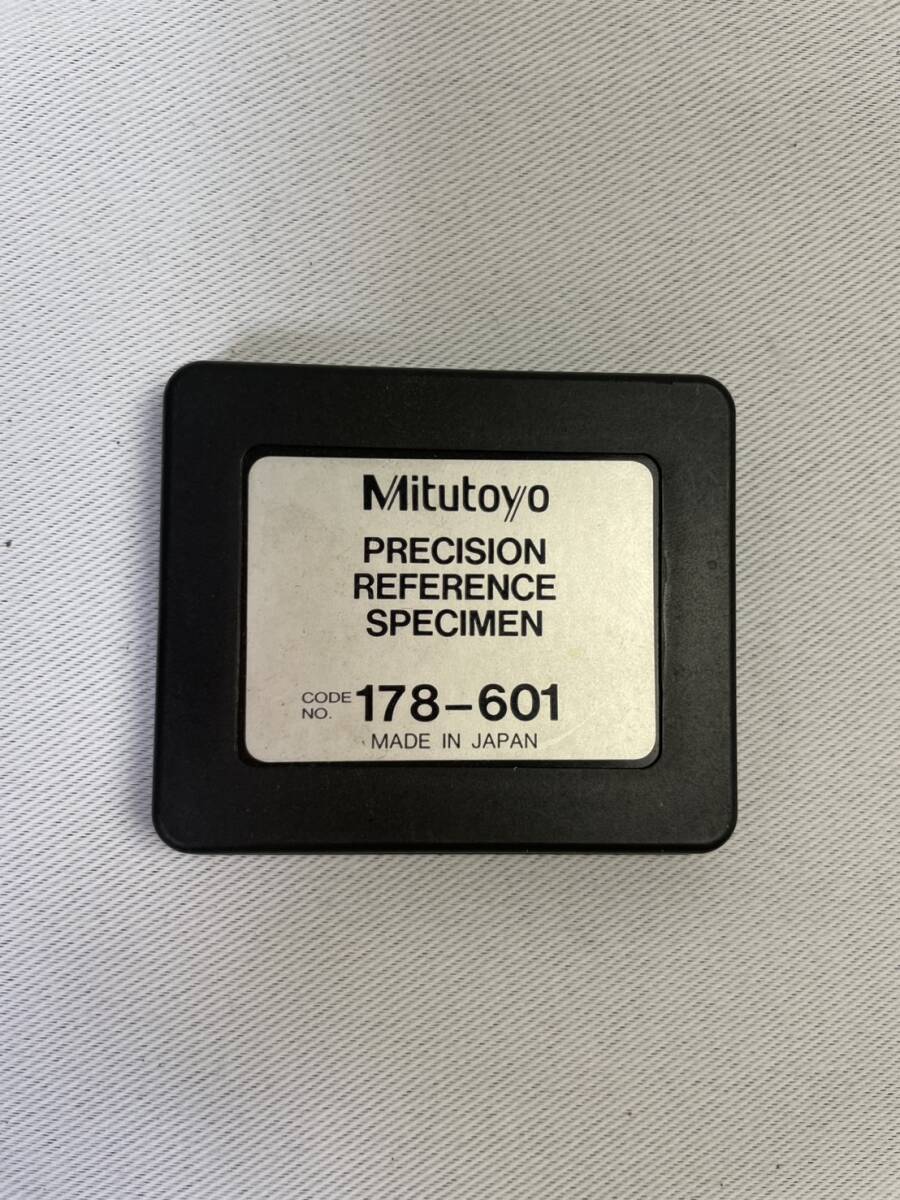 Mitutoyo
PRECISION
REFERENCE
SPECIMEN
CODE NO. 178-601
MADE IN JAPAN